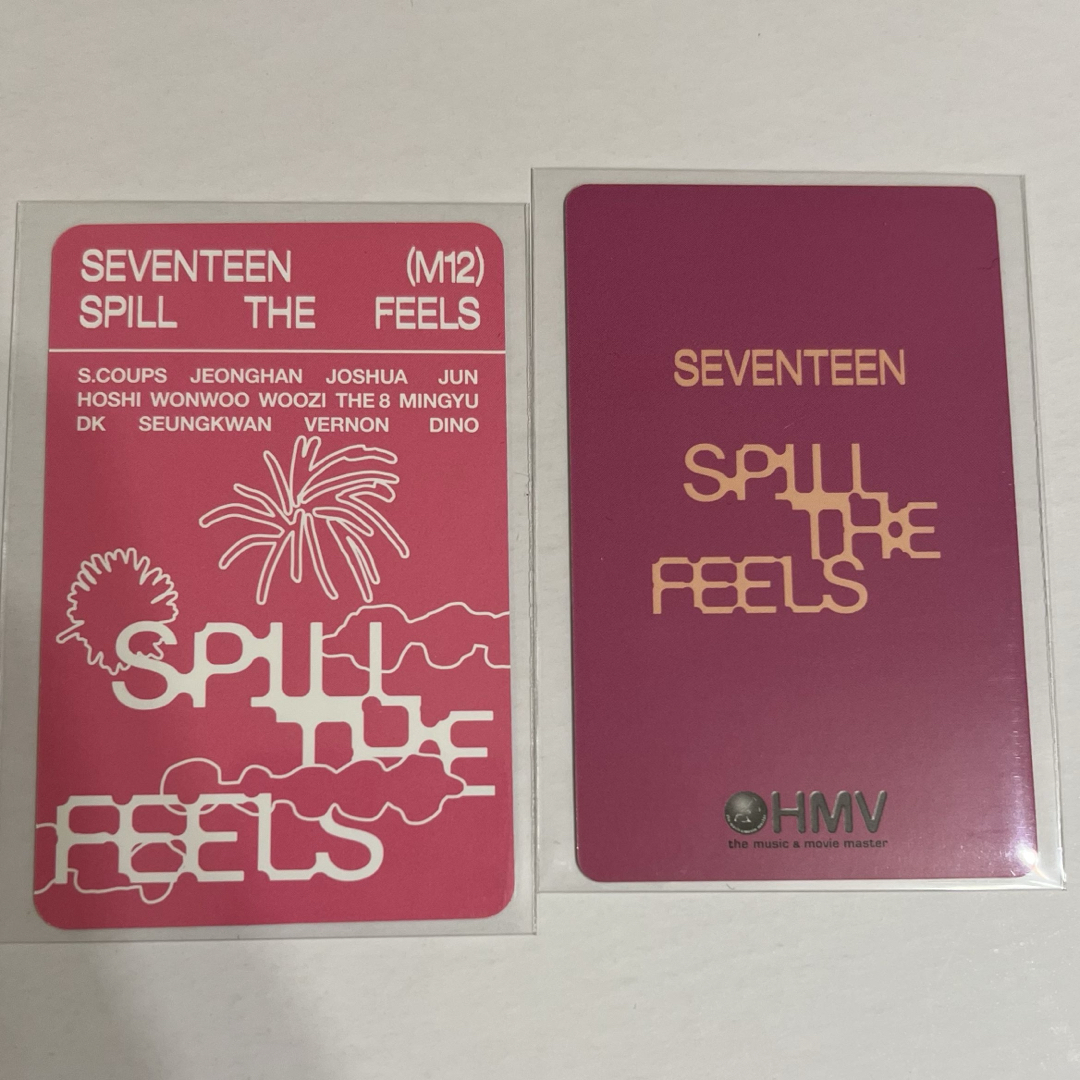 SEVENTEEN (M12)
SPILL THE FEELS
S.COUPS JEONGHAN JOSHUA JUN
HOSHI WONWOO WOOZI THE 8 MINGYU
DK SEUNGKWAN VERNON DINO
SPILL
THE
FEELS
SEVENTEEN
SPILL
THE
FEELS
HMV
the music & movie master